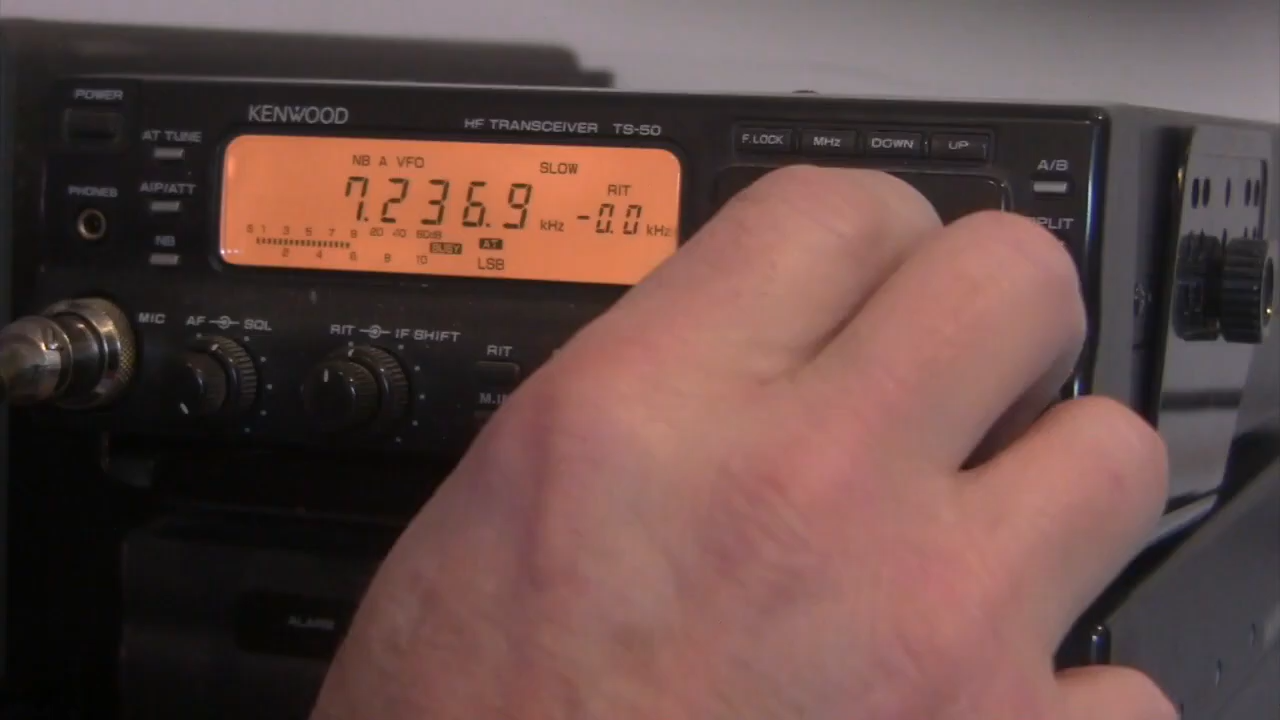 POWER
KENWOOD
HF TRANSCEIVER TS-50
AT TUNE
AIP/ATT
NB
PHONES
F.LOCK
MHz
DOWN
UP
A/B
NB A VFO
SLOW
7.236.9 kHz
RIT
-0.0 kHz
S 1 3 5 7 9 20 40 60dB
BUSY AT
2 4 6 8 10
LSB
MIC
AF SQL
RIT IF SHIFT
RIT
M.IN
ALARM